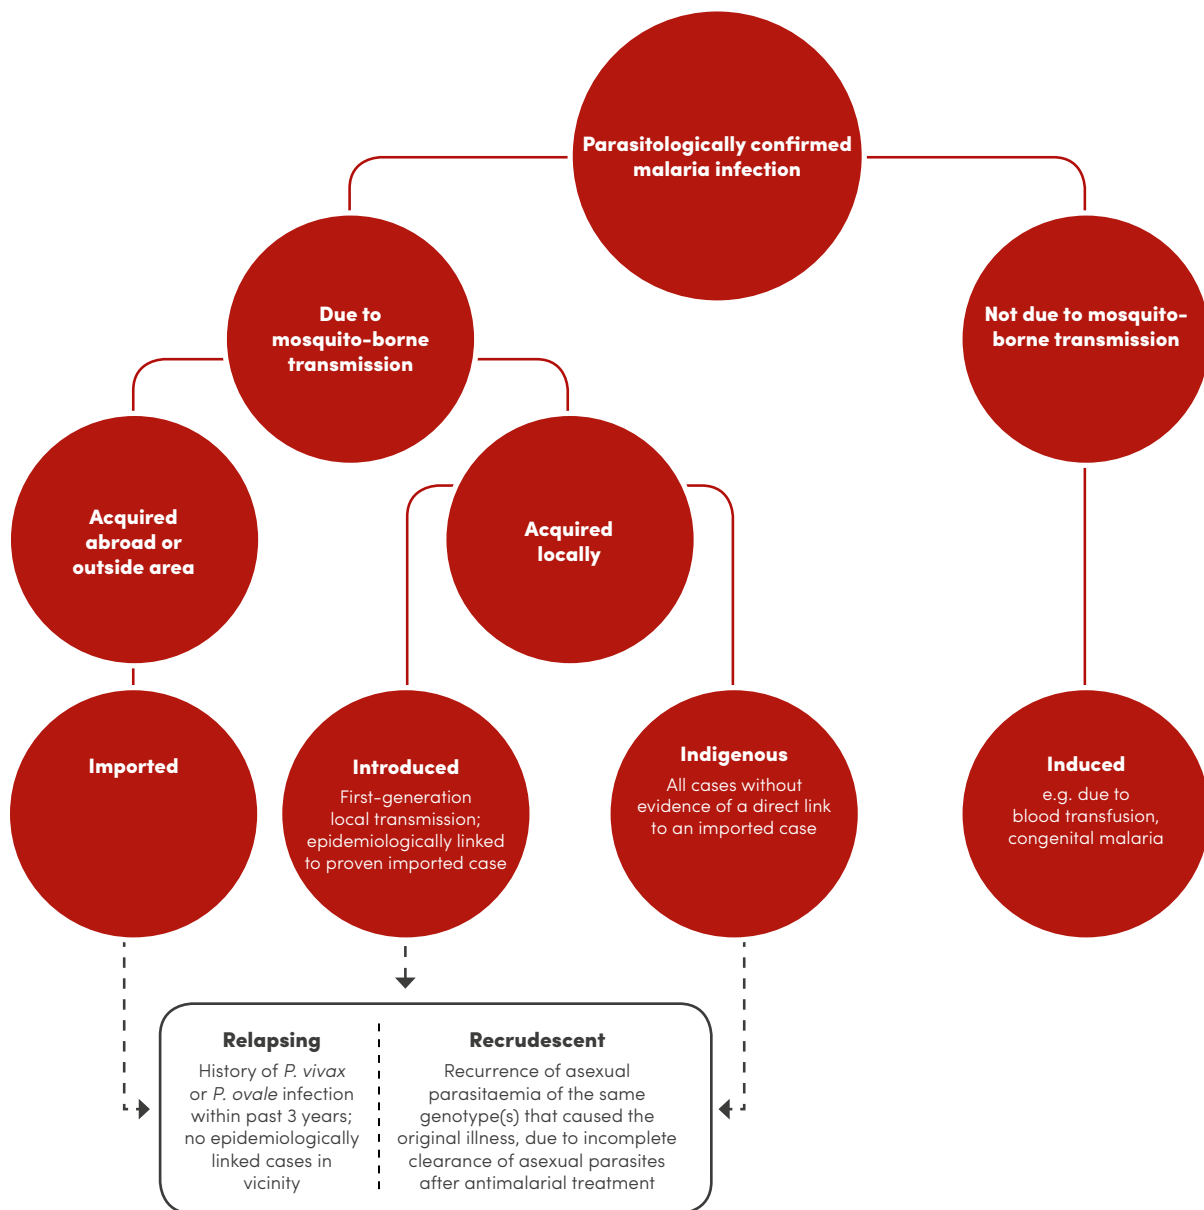 Parasitologically confirmed
malaria infection
Due to
mosquito-borne
transmission
Not due to mosquito-
borne transmission
Acquired
abroad or
outside area
Acquired
locally
Imported
Introduced
First-generation
local transmission;
epidemiologically linked
to proven imported case
Indigenous
All cases without
evidence of a direct link
to an imported case
Induced
e.g. due to
blood transfusion,
congenital malaria
Relapsing
History of P. vivax
or P. ovale infection
within past 3 years;
no epidemiologically
linked cases in
vicinity
Recrudescent
Recurrence of asexual
parasitaemia of the same
genotype(s) that caused the
original illness, due to incomplete
clearance of asexual parasites
after antimalarial treatment